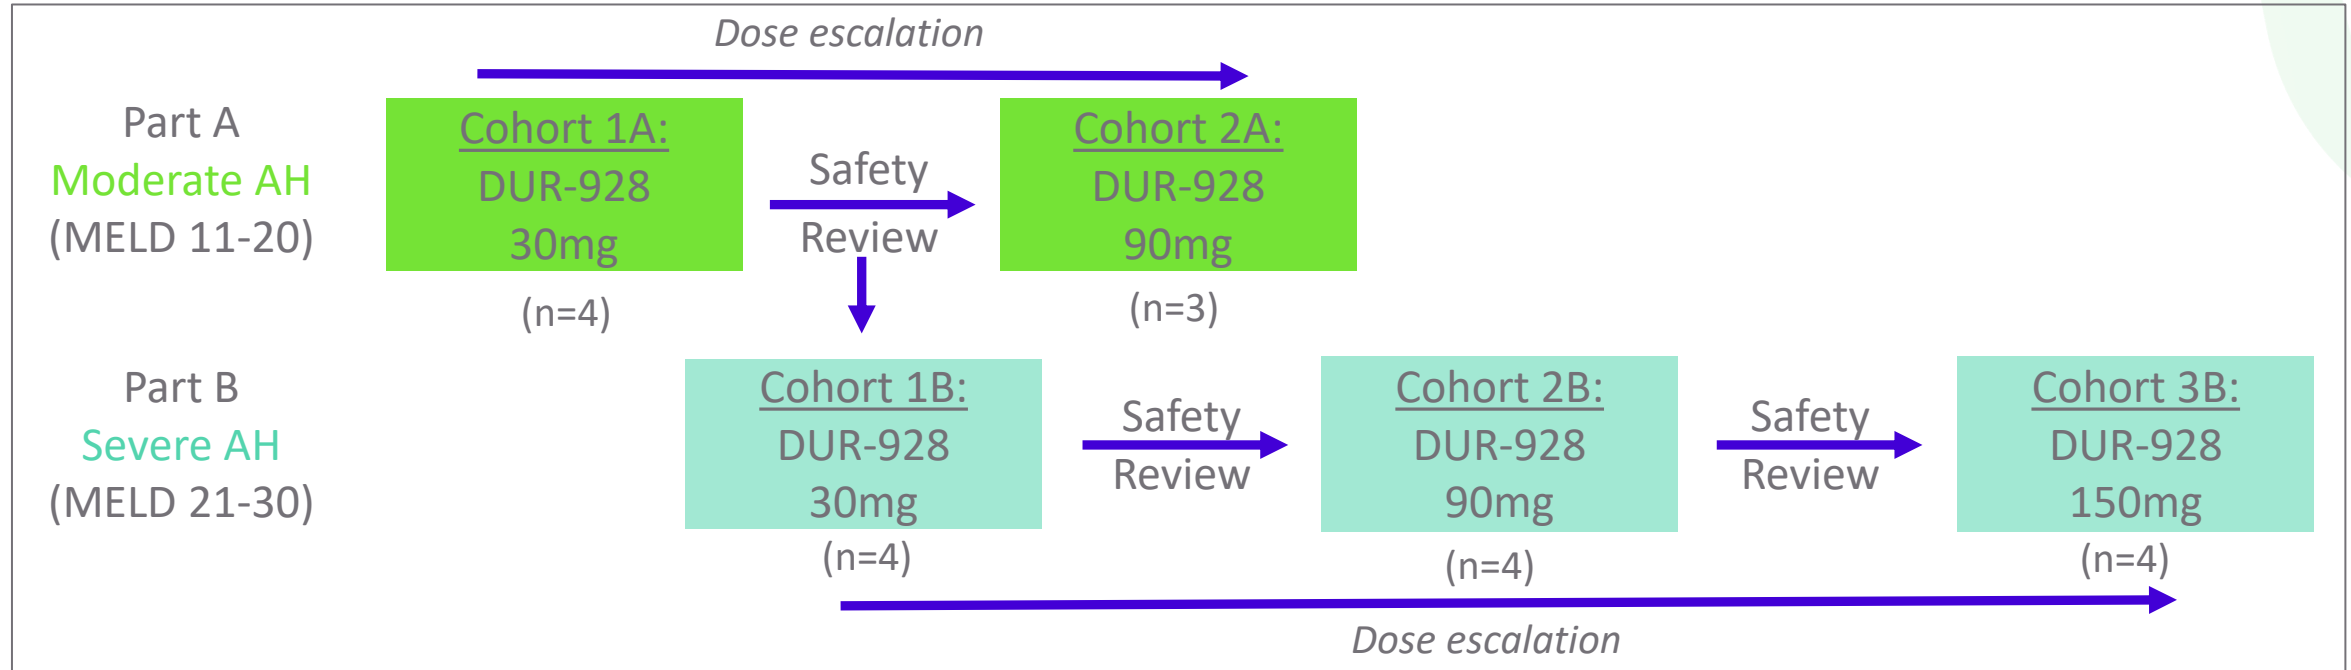 Dose escalation
Part A
Moderate AH
(MELD 11-20)
Cohort 1A:
DUR-928
30mg
(n=4)
Safety
Review
Cohort 2A:
DUR-928
90mg
(n=3)
Part B
Severe AH
(MELD 21-30)
Cohort 1B:
DUR-928
30mg
(n=4)
Safety
Review
Cohort 2B:
DUR-928
90mg
(n=4)
Safety
Review
Cohort 3B:
DUR-928
150mg
(n=4)
Dose escalation